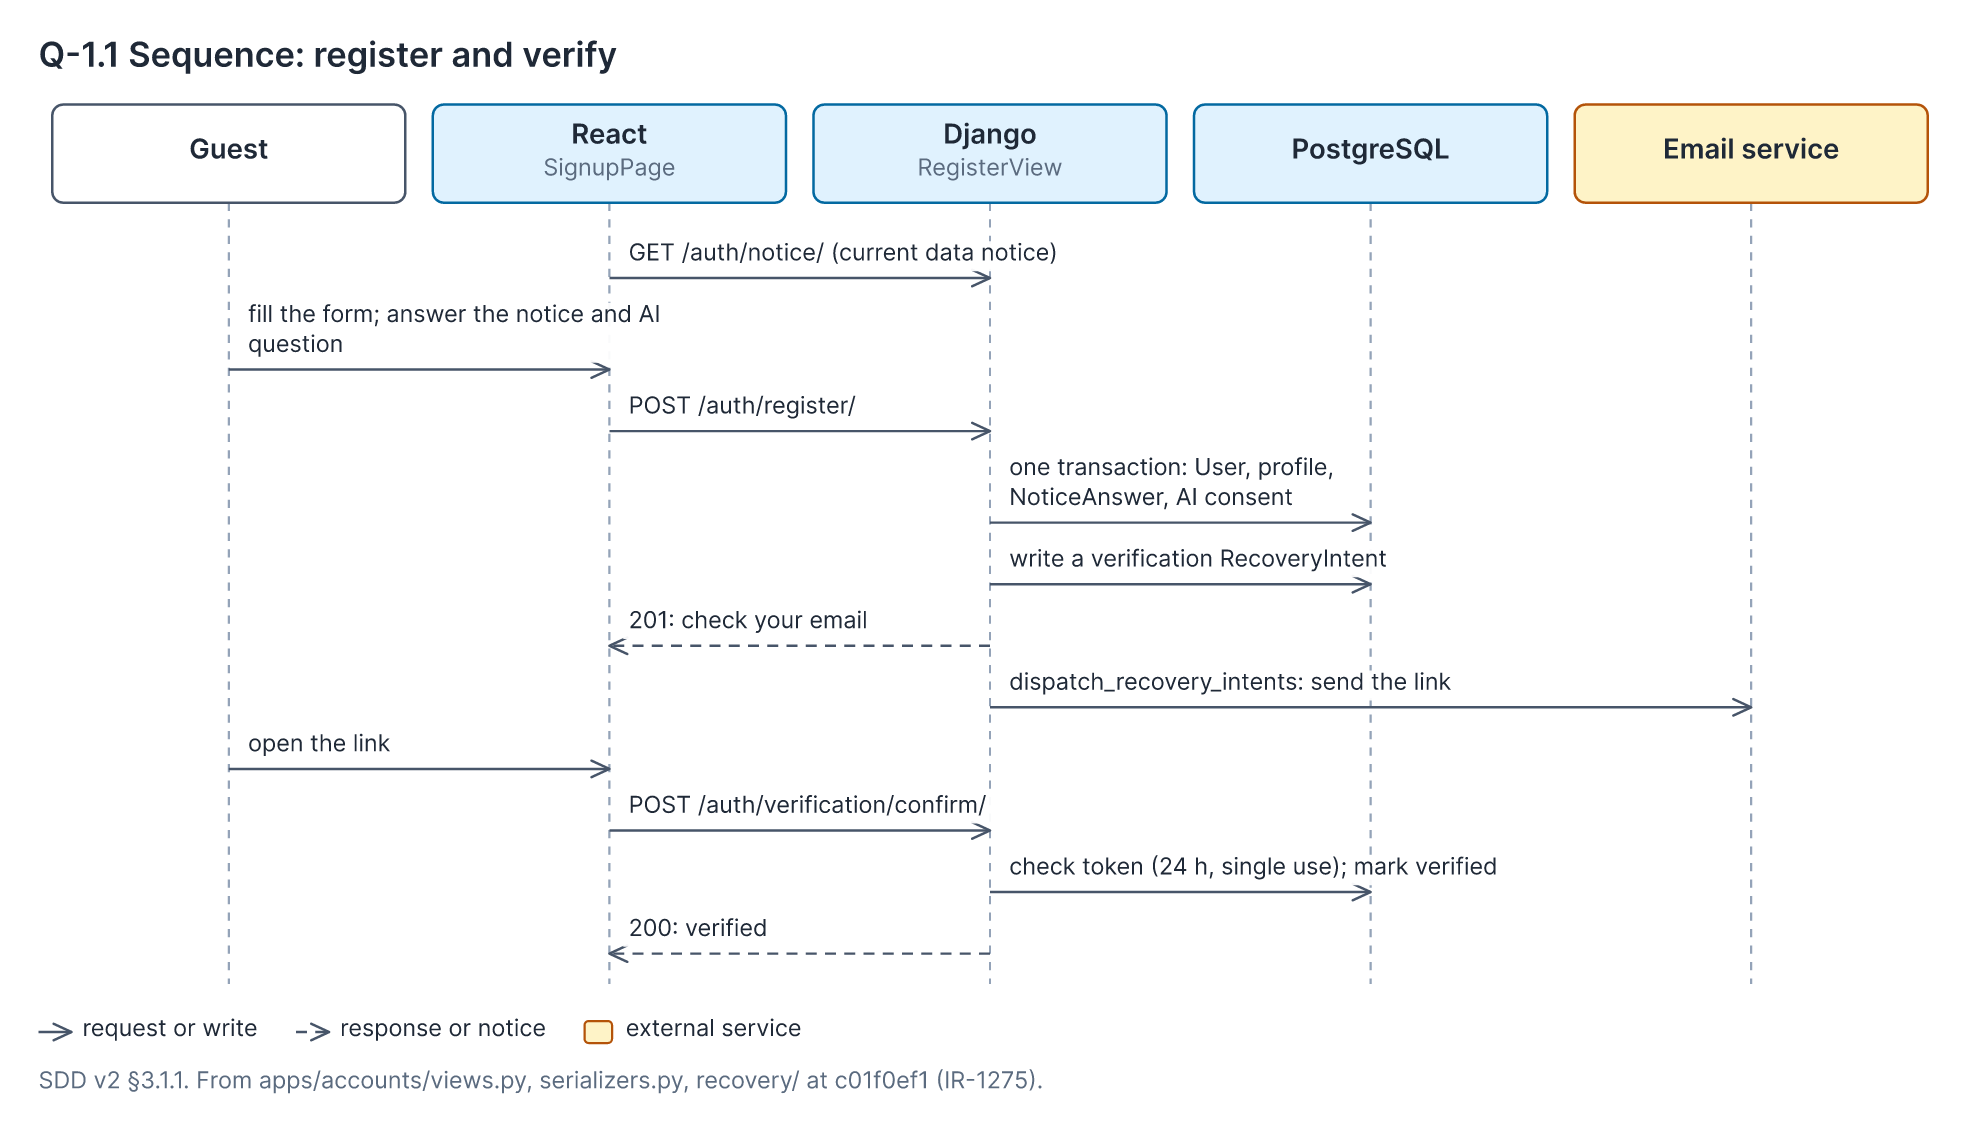 Q-1.1 Sequence: register and verify
Guest
React
SignupPage
Django
RegisterView
PostgreSQL
Email service
GET /auth/notice/ (current data notice)
fill the form; answer the notice and AI
question
POST /auth/register/
one transaction: User, profile,
NoticeAnswer, AI consent
write a verification RecoveryIntent
201: check your email
dispatch_recovery_intents: send the link
open the link
POST /auth/verification/confirm/
check token (24 h, single use); mark verified
200: verified
request or write
response or notice
external service
SDD v2 §3.1.1. From apps/accounts/views.py, serializers.py, recovery/ at c01f0ef1 (IR-1275).